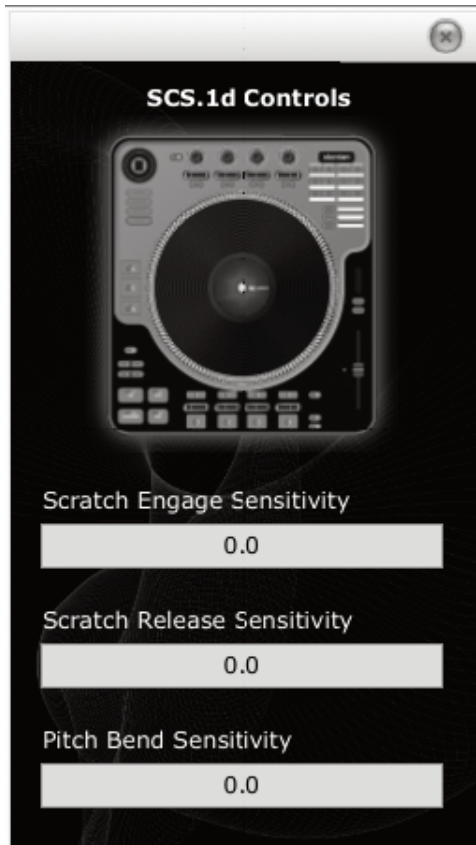 SCS.1d Controls
Scratch Engage Sensitivity
0.0
Scratch Release Sensitivity
0.0
Pitch Bend Sensitivity
0.0